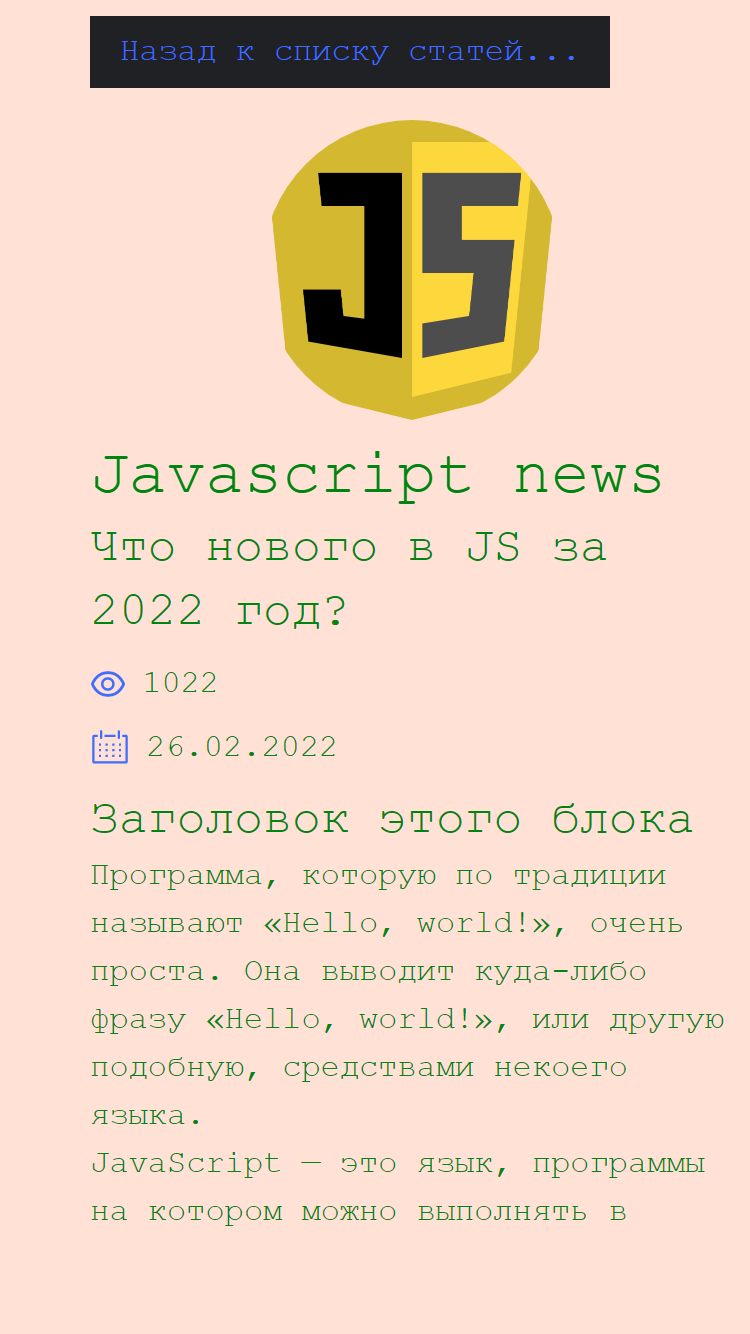 Назад к списку статей...
JS
Javascript news
Что нового в JS за
2022 год?
1022
26.02.2022
Заголовок этого блока
Программа, которую по традиции
называют «Hello, world!», очень
проста. Она выводит куда-либо
фразу «Hello, world!», или другую
подобную, средствами некоего
языка.
JavaScript — это язык, программы
на котором можно выполнять в